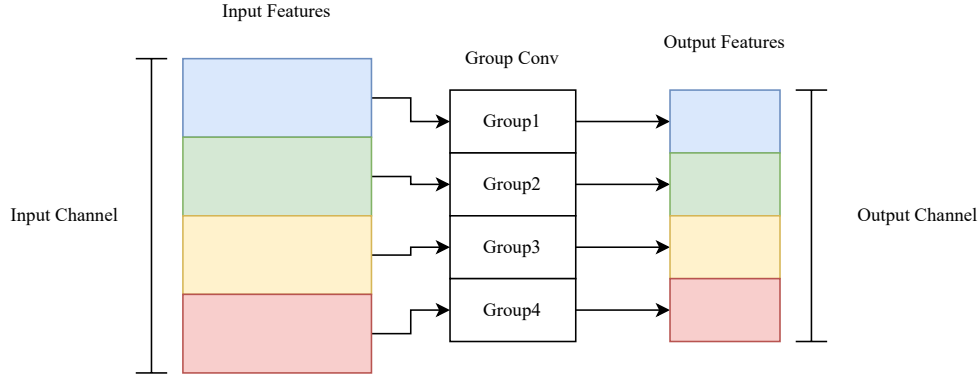 Input Features
Group Conv
Output Features
Input Channel
Group1
Group2
Group3
Group4
Output Channel